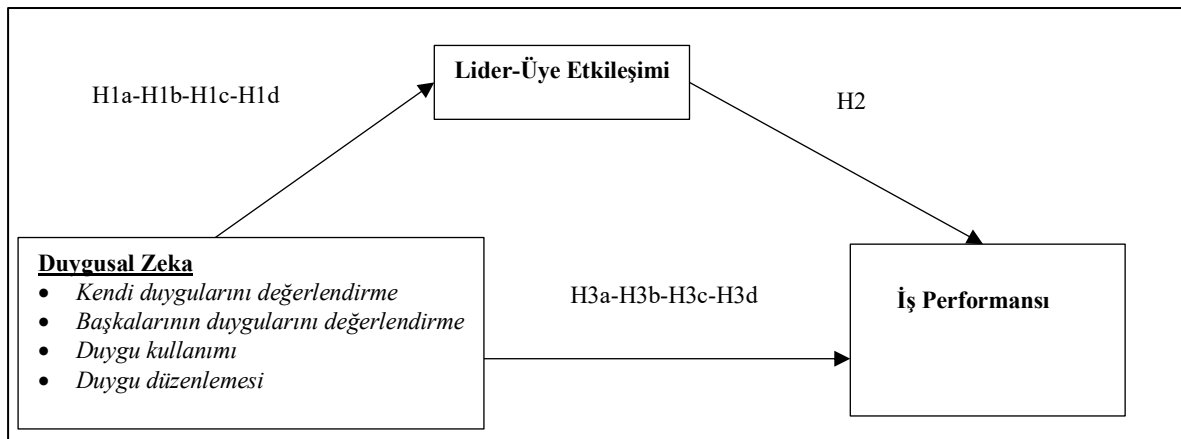 Lider-Üye Etkileşimi
H1a-H1b-H1c-H1d
H2
Duygusal Zeka
• Kendi duygularını değerlendirme
• Başkalarının duygularını değerlendirme
• Duygu kullanımı
• Duygu düzenlemesi
H3a-H3b-H3c-H3d
İş Performansı